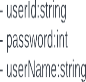 - userId:string
- password:int
- userName:string